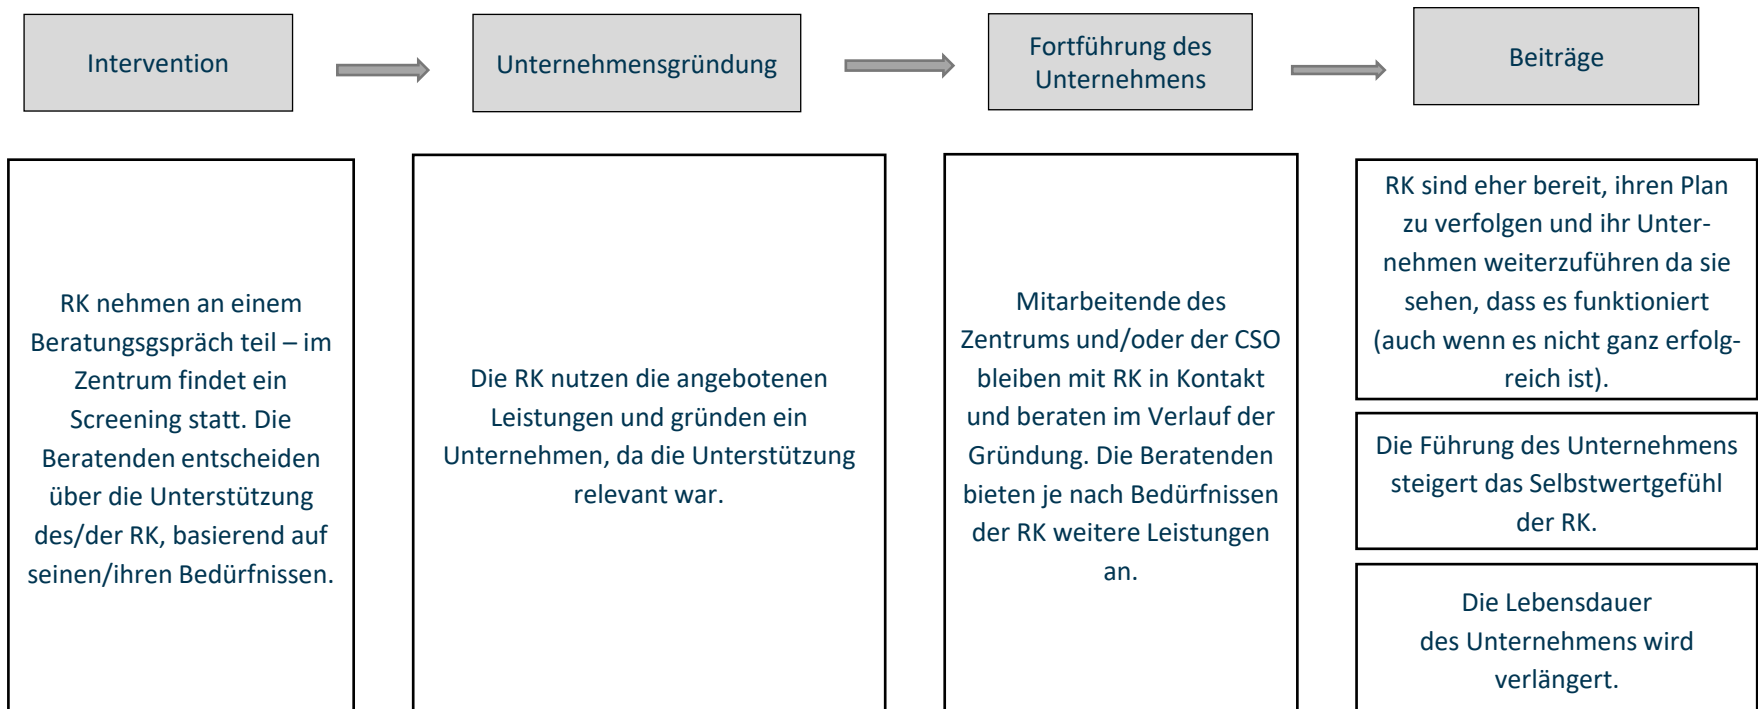 Intervention
Unternehmensgründung
Fortführung des
Unternehmens
Beiträge
RK nehmen an einem
Beratungsgspräch teil – im
Zentrum findet ein
Screening statt. Die
Beratenden entscheiden
über die Unterstützung
des/der RK, basierend auf
seinen/ihren Bedürfnissen.
Die RK nutzen die angebotenen
Leistungen und gründen ein
Unternehmen, da die Unterstützung
relevant war.
Mitarbeitende des
Zentrums und/oder der CSO
bleiben mit RK in Kontakt
und beraten im Verlauf der
Gründung. Die Beratenden
bieten je nach Bedürfnissen
der RK weitere Leistungen
an.
RK sind eher bereit, ihren Plan
zu verfolgen und ihr Unter-
nehmen weiterzuführen da sie
sehen, dass es funktioniert
(auch wenn es nicht ganz erfolg-
reich ist).
Die Führung des Unternehmens
steigert das Selbstwertgefühl
der RK.
Die Lebensdauer
des Unternehmens wird
verlängert.